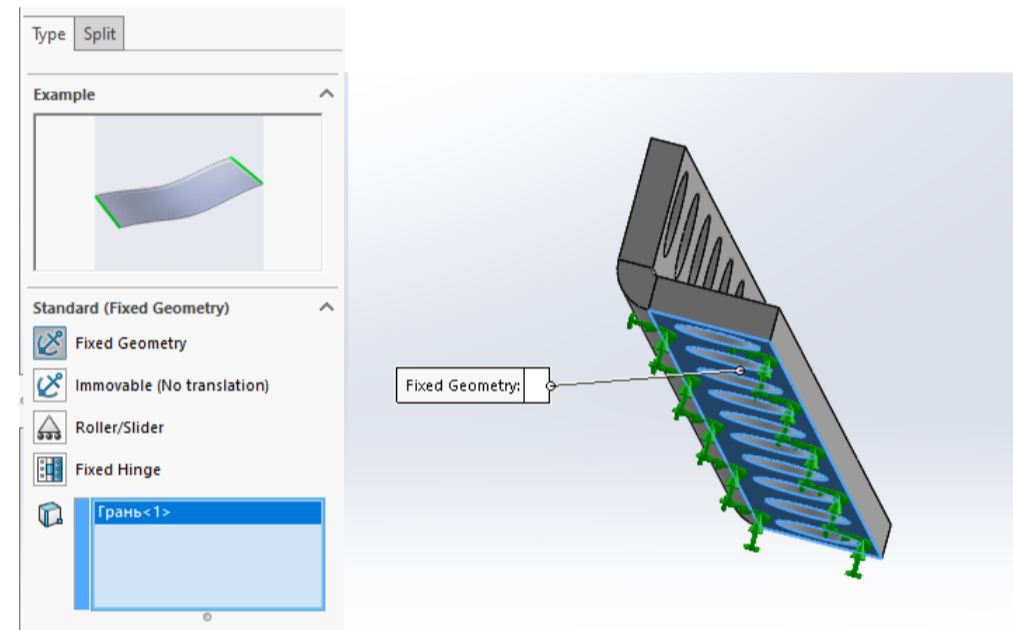 Type Split
Example
Standard (Fixed Geometry)
Fixed Geometry
Immovable (No translation)
Roller/Slider
Fixed Hinge
Грань<1>
Fixed Geometry: